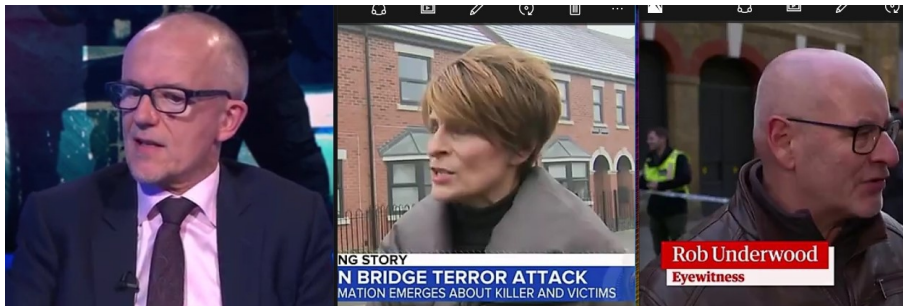 NG STORY
N BRIDGE TERROR ATTACK
MATION EMERGES ABOUT KILLER AND VICTIMS
Rob Underwood
Eyewitness